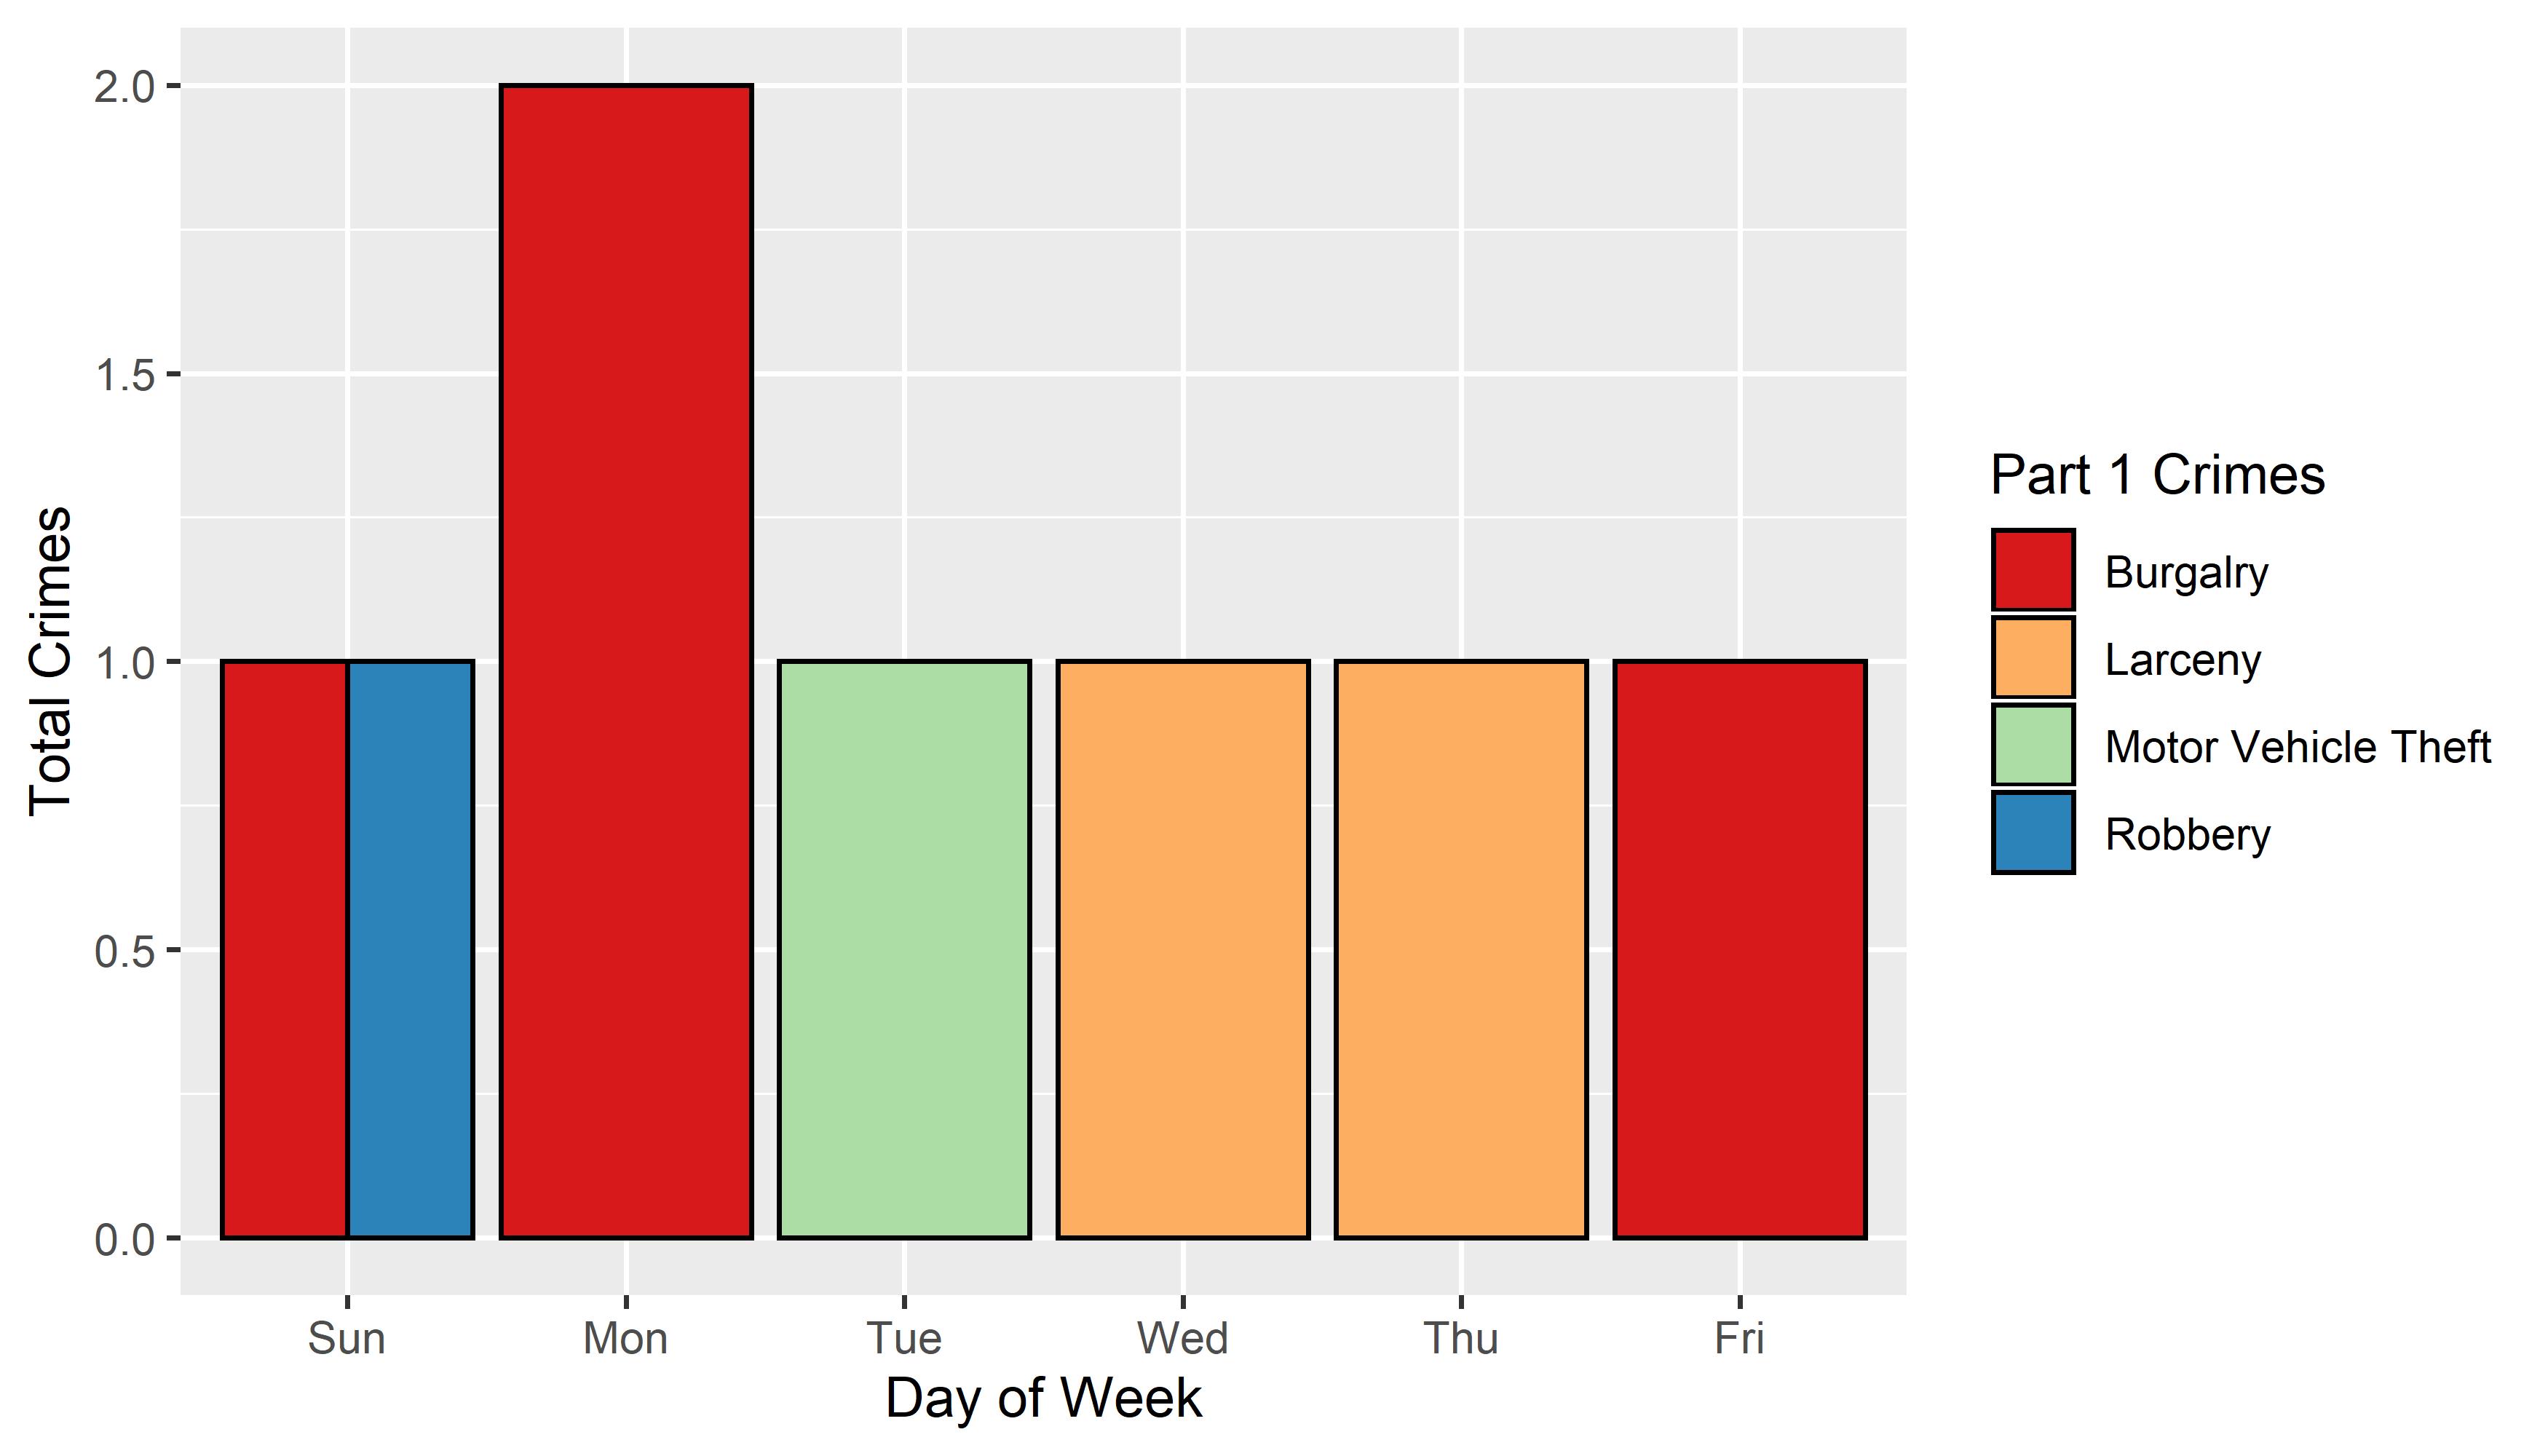 2.0
1.5
1.0
0.5
0.0
Total Crimes
Sun Mon Tue Wed Thu Fri
Day of Week
Part 1 Crimes
Burgalry
Larceny
Motor Vehicle Theft
Robbery